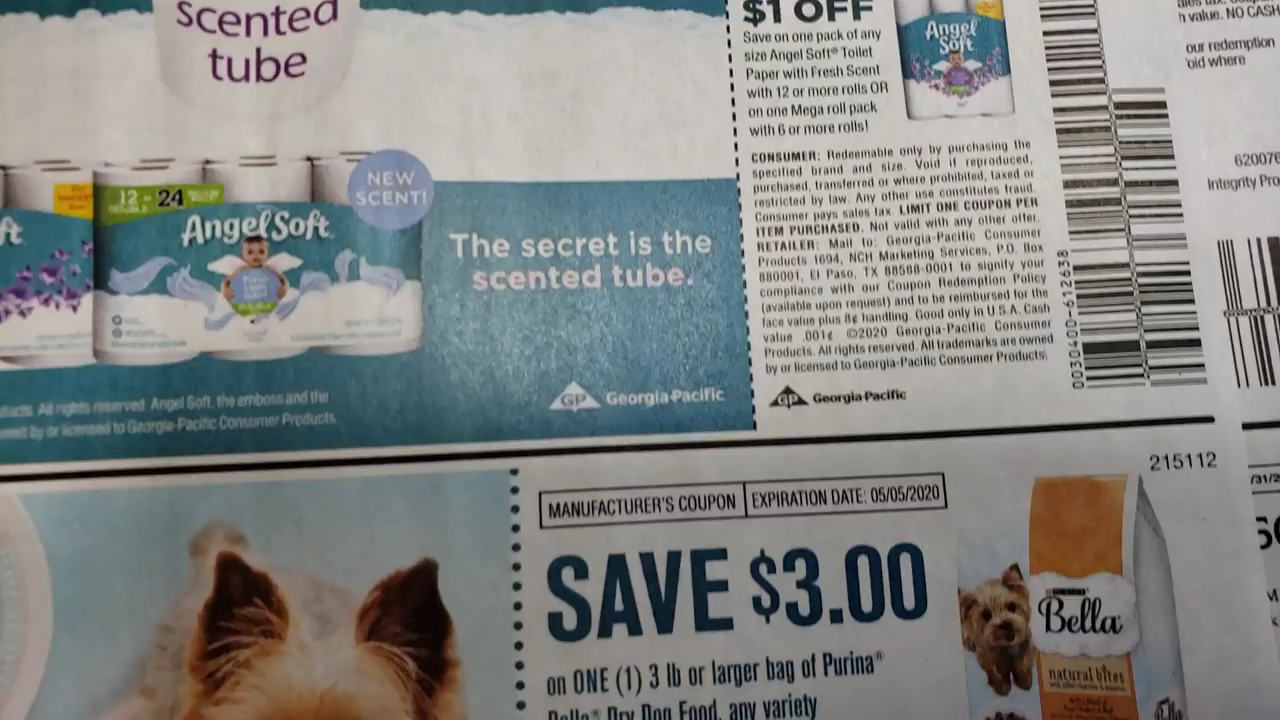 scented
tube
12 = 24
Angel Soft
NEW
SCENT!
The secret is the
scented tube.
GP Georgia-Pacific
All rights reserved. Angel Soft, the emboss and the
by or licensed to Georgia-Pacific Consumer Products.
$1 OFF
Save on one pack of any
size Angel Soft® Toilet
Paper with Fresh Scent
with 12 or more rolls OR
on one Mega roll pack
with 6 or more rolls!
Angel
Soft
CONSUMER: Redeemable only by purchasing the
specified brand and size. Void if reproduced,
purchased, transferred or where prohibited, taxed or
restricted by law. Any other use constitutes fraud.
Consumer pays sales tax. LIMIT ONE COUPON PER
ITEM PURCHASED. Not valid with any other offer.
RETAILER: Mail to: Georgia-Pacific Consumer
Products 1694, NCH Marketing Services, P.O. Box
880001, El Paso, TX 88588-0001 to signify your
compliance with our Coupon Redemption Policy
(available upon request) and to be reimbursed for the
face value plus 8¢ handling. Good only in U.S.A. Cash
value .001¢ ©2020 Georgia-Pacific Consumer
Products. All rights reserved. All trademarks are owned
by or licensed to Georgia-Pacific Consumer Products.
GP Georgia-Pacific
0030400-612638
value. NO CASH
our redemption
where
62007
Integrity Pro
215112
MANUFACTURER'S COUPON EXPIRATION DATE: 05/05/2020
SAVE $3.00
on ONE (1) 3 lb or larger bag of Purina®
Bella® Dry Dog Food, any variety
Bella
natural bites